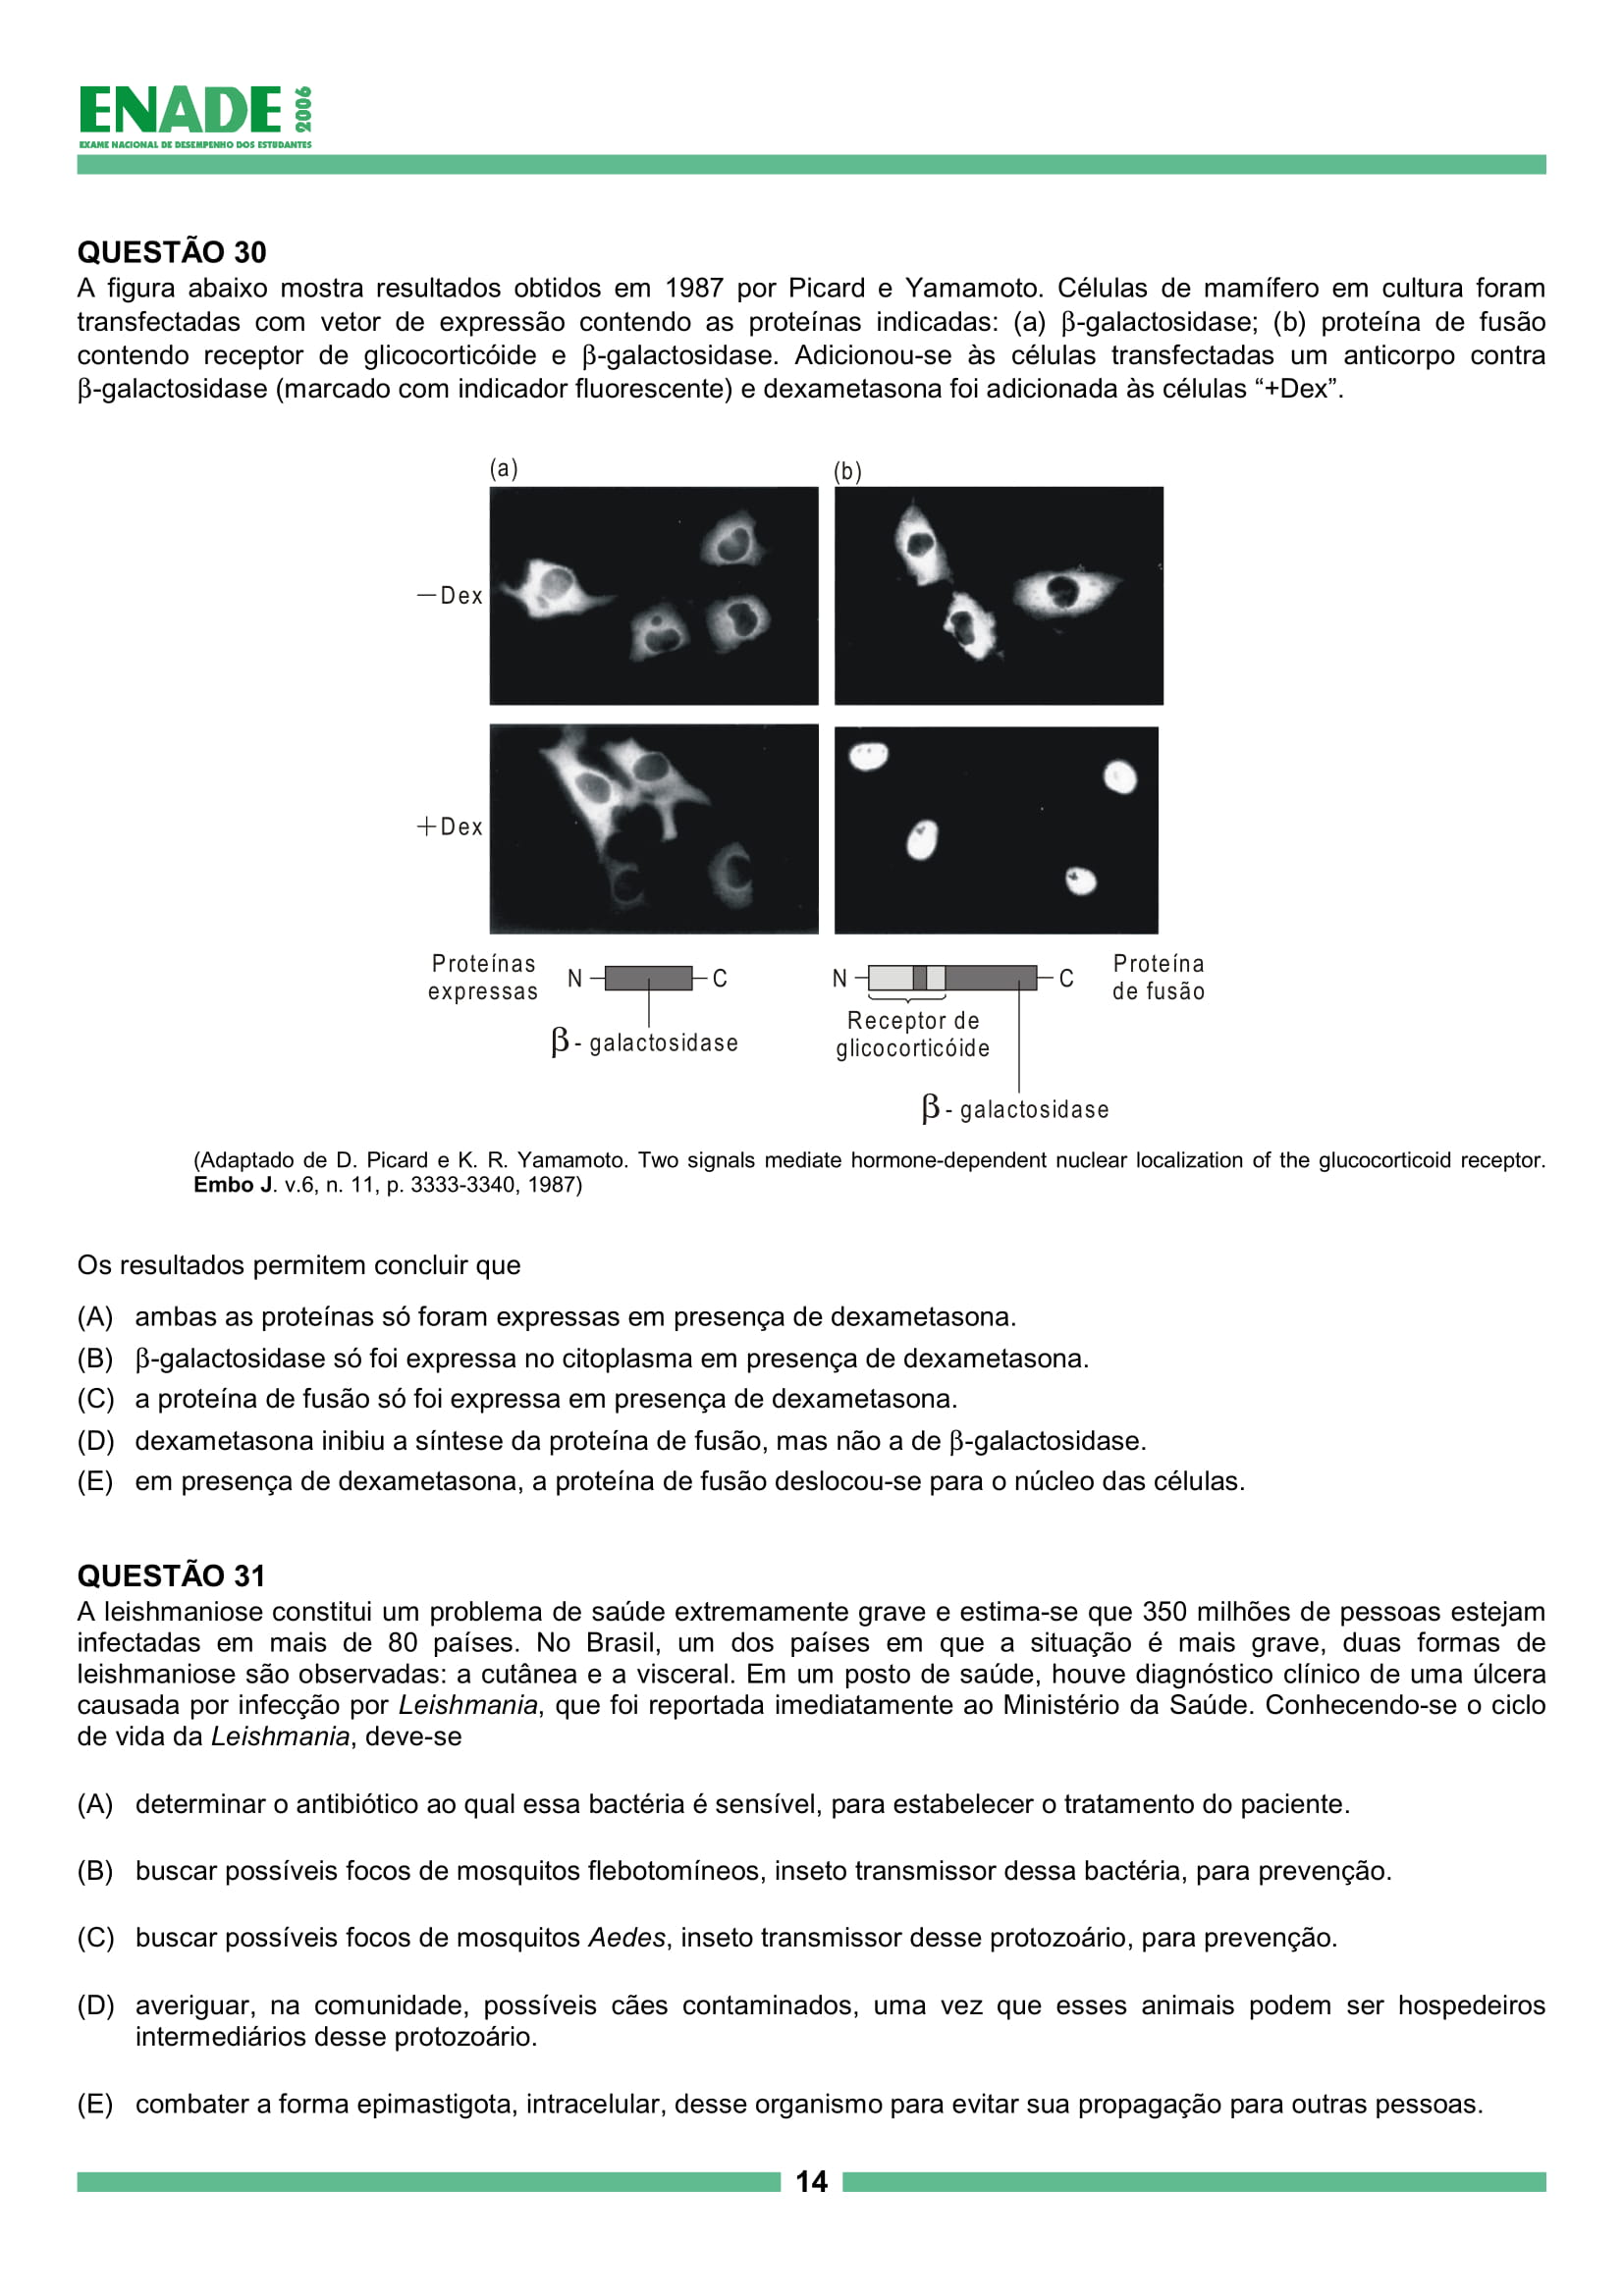 ENADE 2006
EXAME NACIONAL DE DESEMPENHO DOS ESTUDANTES
QUESTÃO 30
A figura abaixo mostra resultados obtidos em 1987 por Picard e Yamamoto. Células de mamífero em cultura foram
transfectadas com vetor de expressão contendo as proteínas indicadas: (a) β-galactosidase; (b) proteína de fusão
contendo receptor de glicocorticóide e β-galactosidase. Adicionou-se às células transfectadas um anticorpo contra
β-galactosidase (marcado com indicador fluorescente) e dexametasona foi adicionada às células “+Dex”.
(a)
(b)
−Dex
+Dex
Proteínas
expressas
N
C
β - galactosidase
N
C
Proteína
de fusão
Receptor de
glicocorticóide
β - galactosidase
(Adaptado de D. Picard e K. R. Yamamoto. Two signals mediate hormone-dependent nuclear localization of the glucocorticoid receptor.
Embo J. v.6, n. 11, p. 3333-3340, 1987)
Os resultados permitem concluir que
(A) ambas as proteínas só foram expressas em presença de dexametasona.
(B) β-galactosidase só foi expressa no citoplasma em presença de dexametasona.
(C) a proteína de fusão só foi expressa em presença de dexametasona.
(D) dexametasona inibiu a síntese da proteína de fusão, mas não a de β-galactosidase.
(E) em presença de dexametasona, a proteína de fusão deslocou-se para o núcleo das células.
QUESTÃO 31
A leishmaniose constitui um problema de saúde extremamente grave e estima-se que 350 milhões de pessoas estejam
infectadas em mais de 80 países. No Brasil, um dos países em que a situação é mais grave, duas formas de
leishmaniose são observadas: a cutânea e a visceral. Em um posto de saúde, houve diagnóstico clínico de uma úlcera
causada por infecção por Leishmania, que foi reportada imediatamente ao Ministério da Saúde. Conhecendo-se o ciclo
de vida da Leishmania, deve-se
(A) determinar o antibiótico ao qual essa bactéria é sensível, para estabelecer o tratamento do paciente.
(B) buscar possíveis focos de mosquitos flebotomíneos, inseto transmissor dessa bactéria, para prevenção.
(C) buscar possíveis focos de mosquitos Aedes, inseto transmissor desse protozoário, para prevenção.
(D) averiguar, na comunidade, possíveis cães contaminados, uma vez que esses animais podem ser hospedeiros
intermediários desse protozoário.
(E) combater a forma epimastigota, intracelular, desse organismo para evitar sua propagação para outras pessoas.
14